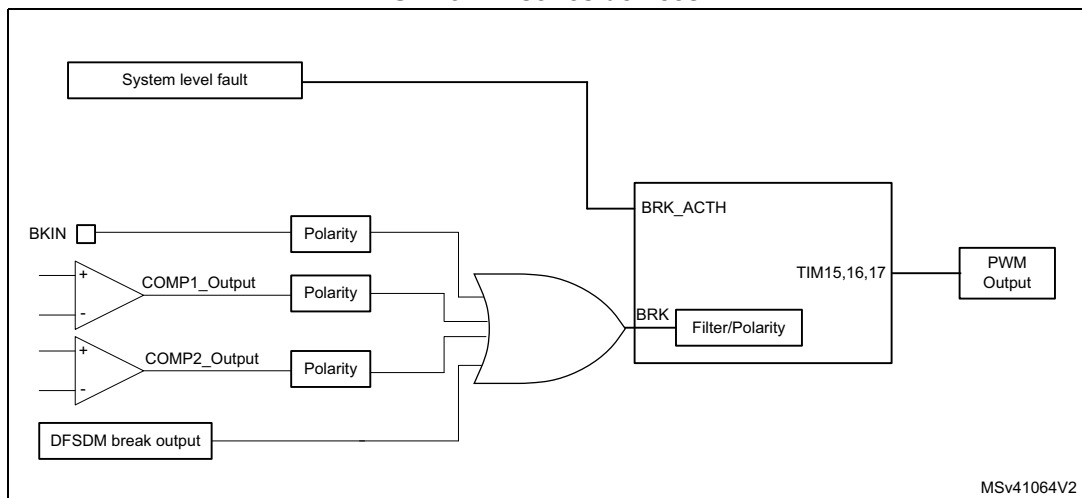 System level fault
BRK_ACTH
BKIN
Polarity
TIM15,16,17
PWM
Output
+
COMP1_Output
Polarity
-
BRK
Filter/Polarity
+
COMP2_Output
Polarity
-
DFSDM break output
MSv41064V2